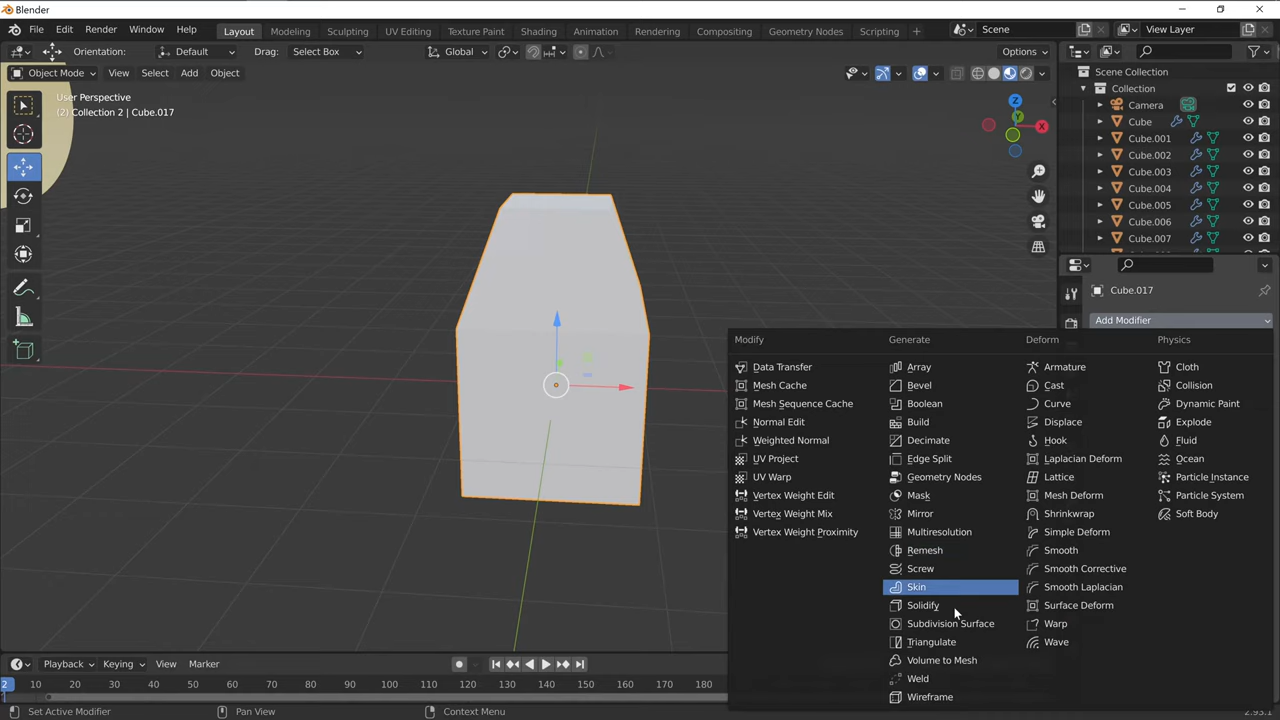 Blender
File Edit Render Window Help Layout Modeling Sculpting UV Editing Texture Paint Shading Animation Rendering Compositing Geometry Nodes Scripting + Scene View Layer
Orientation: Default Drag: Select Box Global Options
Object Mode View Select Add Object
User Perspective
(2) Collection 2 | Cube.017
Z
Y
X
Scene Collection
Collection
Camera
Cube
Cube.001
Cube.002
Cube.003
Cube.004
Cube.005
Cube.006
Cube.007
Cube.017
Add Modifier
Modify Generate Deform Physics
Data Transfer Array Armature Cloth
Mesh Cache Bevel Cast Collision
Mesh Sequence Cache Boolean Curve Dynamic Paint
Normal Edit Build Displace Explode
Weighted Normal Decimate Hook Fluid
UV Project Edge Split Laplacian Deform Ocean
UV Warp Geometry Nodes Lattice Particle Instance
Vertex Weight Edit Mask Mesh Deform Particle System
Vertex Weight Mix Mirror Shrinkwrap Soft Body
Vertex Weight Proximity Multiresolution Simple Deform
Remesh Smooth
Screw Smooth Corrective
Skin Smooth Laplacian
Solidify Surface Deform
Subdivision Surface Warp
Triangulate Wave
Volume to Mesh
Weld
Wireframe
Playback Keying View Marker
2 10 20 30 40 50 60 70 80 90 100 110 120 130 140 150 160 170 180
Set Active Modifier Pan View Context Menu 2.93.1